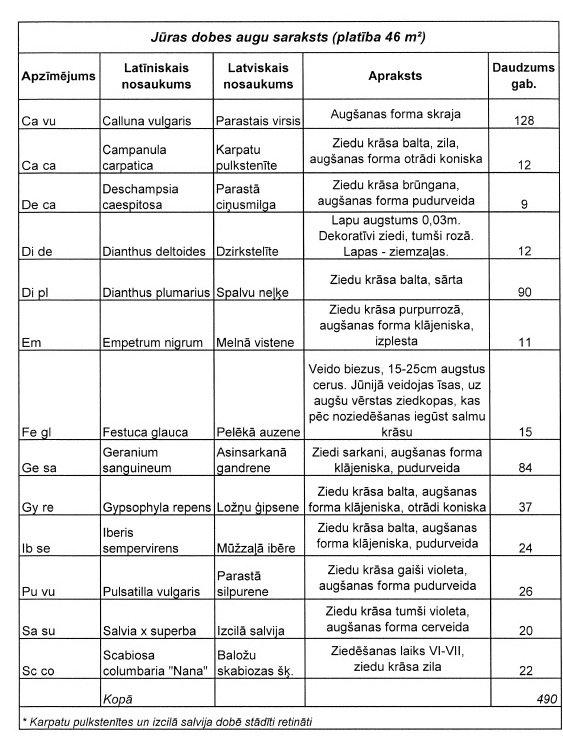 Jūras dobes augu saraksts (platība 46 m²)
Apzīmējums Latīniskais nosaukums Latviskais nosaukums Apraksts Daudzums gab.
Ca vu Calluna vulgaris Parastais virsis Augšanas forma skraja 128
Ca ca Campanula carpatica Karpatu pulkstenīte Ziedu krāsa balta, zila, augšanas forma otrādi koniska 12
De ca Deschampsia caespitosa Parastā ciņusmilga Ziedu krāsa brūngana, augšanas forma pudurveida 9
Di de Dianthus deltoides Dzirkstelīte Lapu augstums 0,03m. Dekoratīvi ziedi, tumši rozā. Lapas - ziemzaļas. 12
Di pl Dianthus plumarius Spalvu neļķe Ziedu krāsa balta, sārta 90
Em Empetrum nigrum Melnā vistene Ziedu krāsa purpurrozā, augšanas forma klājeniska, izplesta 11
Fe gl Festuca glauca Pelēkā auzene Veido biezus, 15-25cm augstus cerus. Jūnijā veidojas īsas, uz augšu vērstas ziedkopas, kas pēc noziedēšanas iegūst salmu krāsu 15
Ge sa Geranium sanguineum Asinsarkanā gandrene Ziedi sarkani, augšanas forma klājeniska, pudurveida 84
Gy re Gypsophyla repens Ložņu ģipsene Ziedu krāsa balta, augšanas forma klājeniska, otrādi koniska 37
Ib se Iberis sempervirens Mūžzaļā ibēre Ziedu krāsa balta, augšanas forma klājeniska, pudurveida 24
Pu vu Pulsatilla vulgaris Parastā silpurene Ziedu krāsa gaiši violeta, augšanas forma pudurveida 26
Sa su Salvia x superba Izcilā salvija Ziedu krāsa tumši violeta, augšanas forma cerveida 20
Sc co Scabiosa columbaria "Nana" Baložu skabiozas šķ. Ziedēšanas laiks VI-VII, ziedu krāsa zila 22
Kopā 490
* Karpatu pulkstenītes un izcilā salvija dobē stādīti retināti